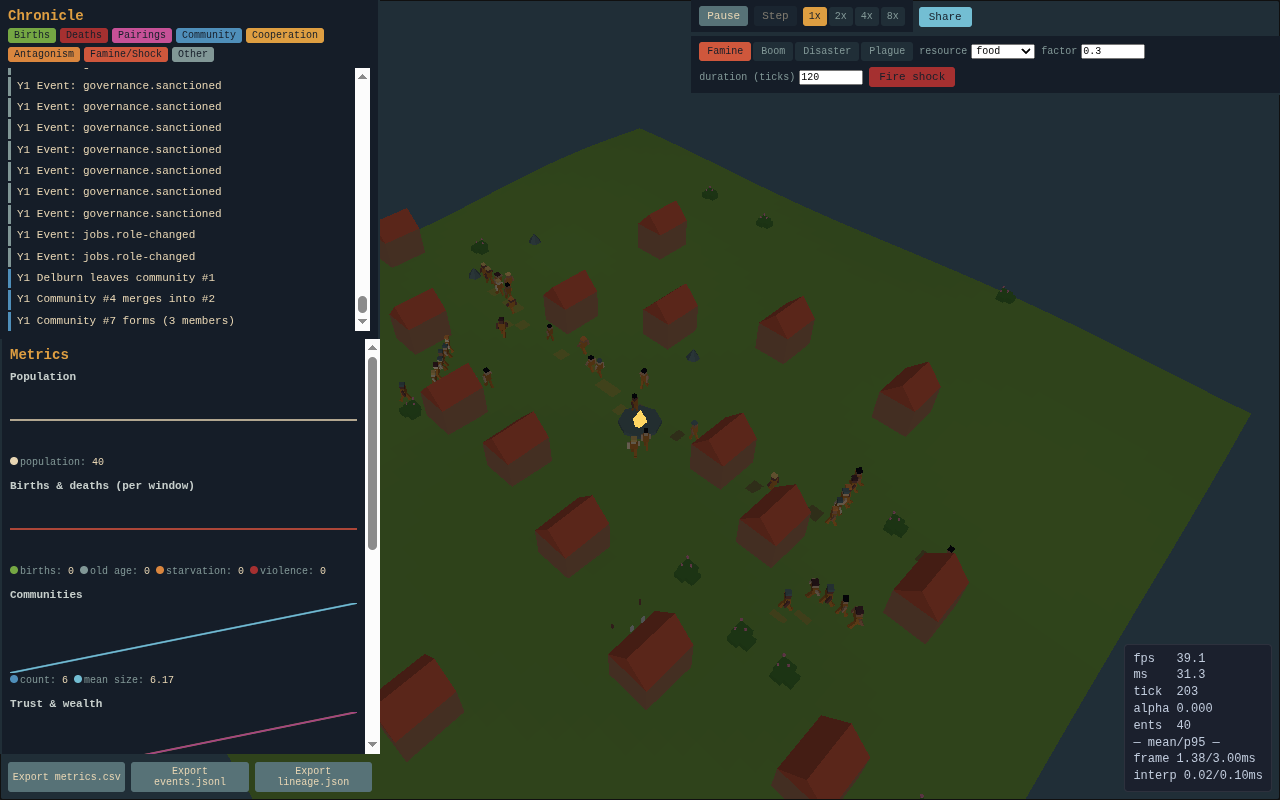 Chronicle
Births Deaths Pairings Community Cooperation
Antagonism Famine/Shock Other
Y1 Event: governance.sanctioned
Y1 Event: governance.sanctioned
Y1 Event: governance.sanctioned
Y1 Event: governance.sanctioned
Y1 Event: governance.sanctioned
Y1 Event: governance.sanctioned
Y1 Event: governance.sanctioned
Y1 Event: jobs.role-changed
Y1 Event: jobs.role-changed
Y1 Delburn leaves community #1
Y1 Community #4 merges into #2
Y1 Community #7 forms (3 members)
Metrics
Population
population: 40
Births & deaths (per window)
births: 0 old age: 0 starvation: 0 violence: 0
Communities
count: 6 mean size: 6.17
Trust & wealth
Export metrics.csv
Export events.jsonl
Export lineage.json
Pause Step 1x 2x 4x 8x Share
Famine Boom Disaster Plague resource food factor 0.3
duration (ticks) 120 Fire shock
fps 39.1
ms 31.3
tick 203
alpha 0.000
ents 40
— mean/p95 —
frame 1.38/3.00ms
interp 0.02/0.10ms